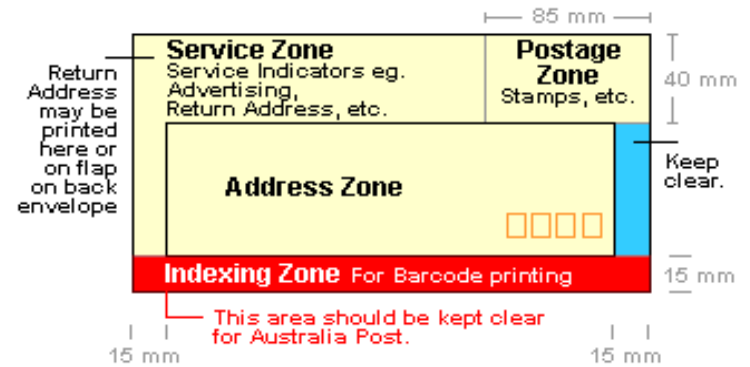 85 mm
Service Zone
Service Indicators eg.
Advertising,
Return Address, etc.
Postage
Zone
Stamps, etc.
40 mm
Return
Address
may be
printed
here or
on flap
on back
envelope
Keep
clear.
Address Zone
Indexing Zone For Barcode printing
15 mm
This area should be kept clear
for Australia Post.
15 mm
15 mm